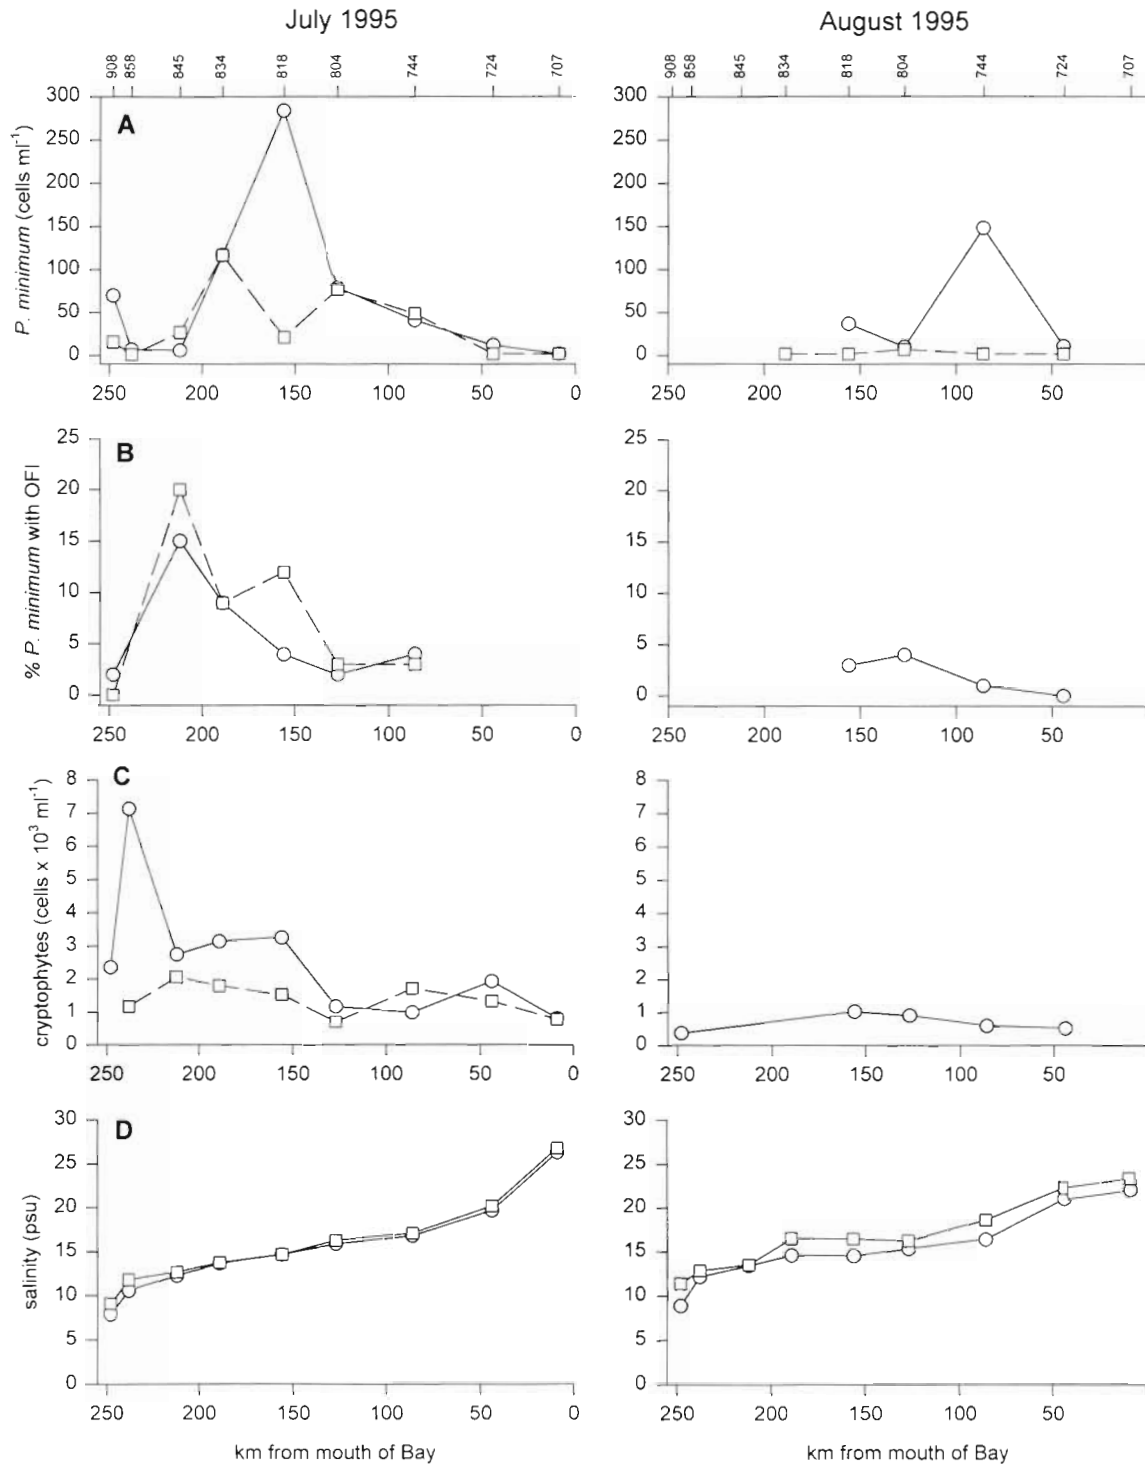 July 1995
August 1995
908 858 845 834 818 804 744 724 707
908 858 845 834 818 804 744 724 707
A
P. minimum (cells ml⁻¹)
300
250
200
150
100
50
0
250 200 150 100 50 0
300
250
200
150
100
50
0
250 200 150 100 50
B
% P. minimum with OFI
25
20
15
10
5
0
250 200 150 100 50 0
25
20
15
10
5
0
250 200 150 100 50
C
cryptophytes (cells x 10³ ml⁻¹)
8
7
6
5
4
3
2
1
0
250 200 150 100 50 0
8
7
6
5
4
3
2
1
0
250 200 150 100 50
D
salinity (psu)
30
25
20
15
10
5
0
250 200 150 100 50 0
km from mouth of Bay
30
25
20
15
10
5
0
250 200 150 100 50
km from mouth of Bay